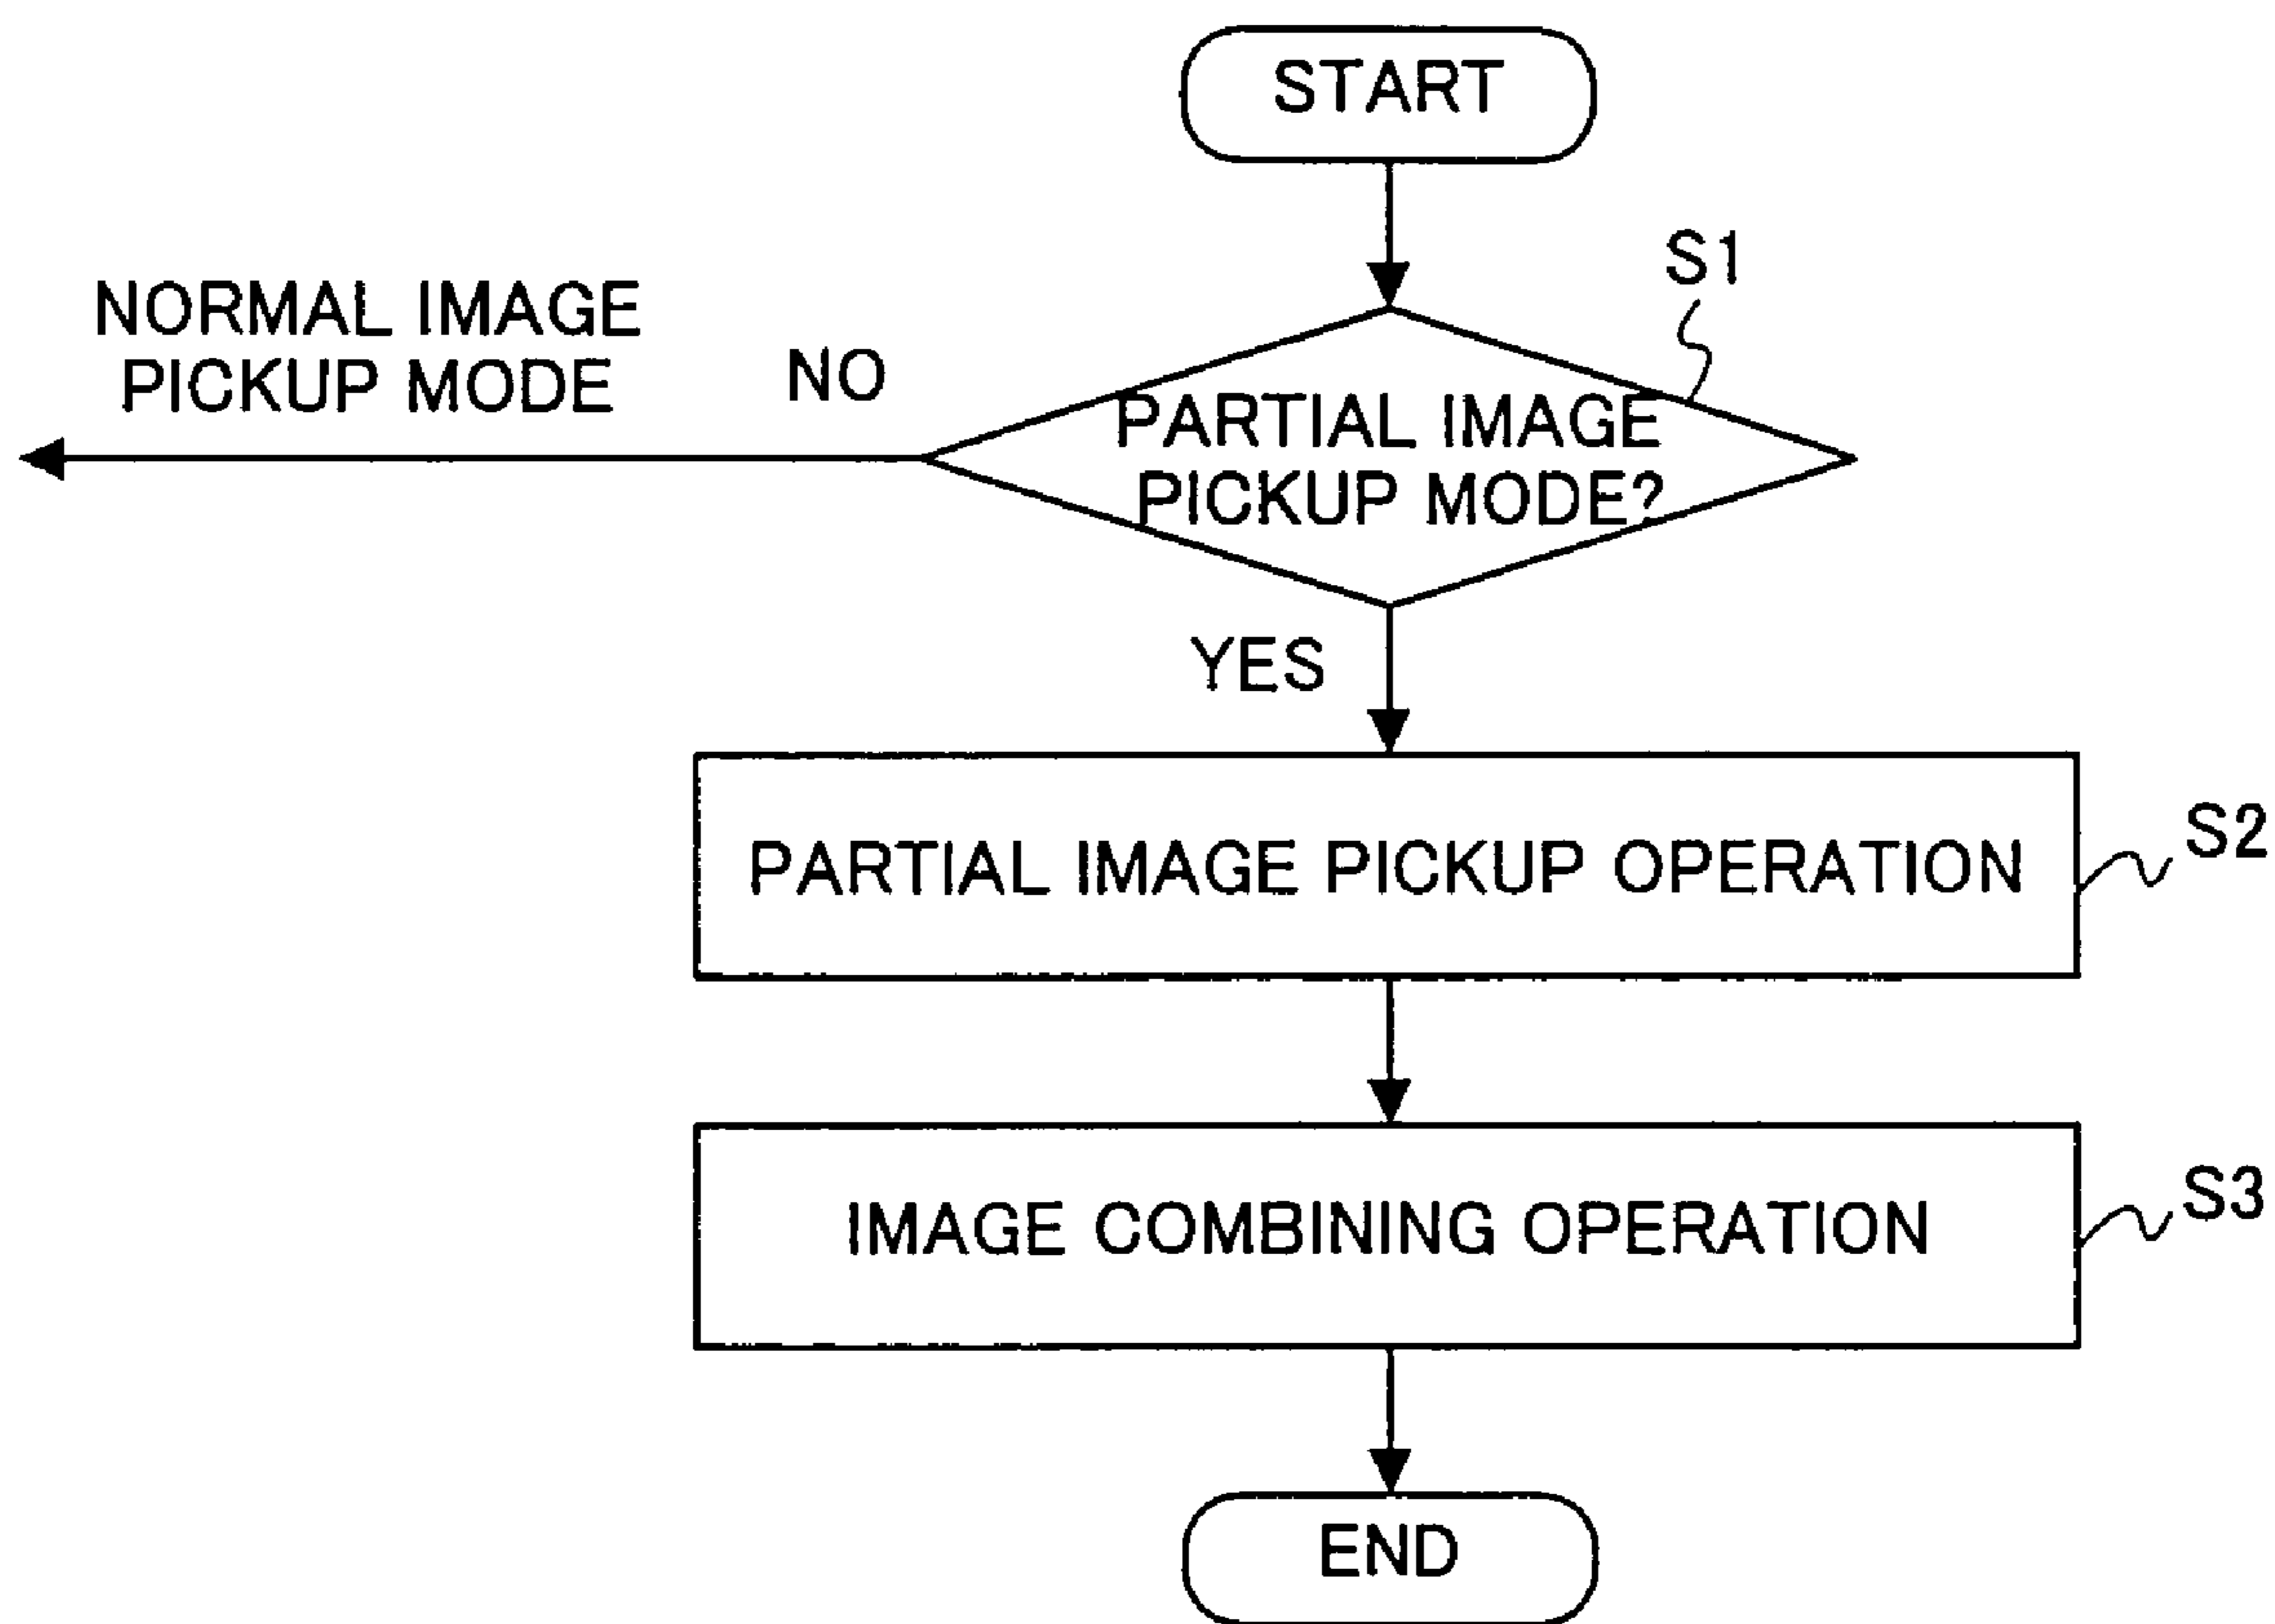 START
S1
NORMAL IMAGE
PICKUP MODE
NO
PARTIAL IMAGE
PICKUP MODE?
YES
PARTIAL IMAGE PICKUP OPERATION
S2
IMAGE COMBINING OPERATION
S3
END